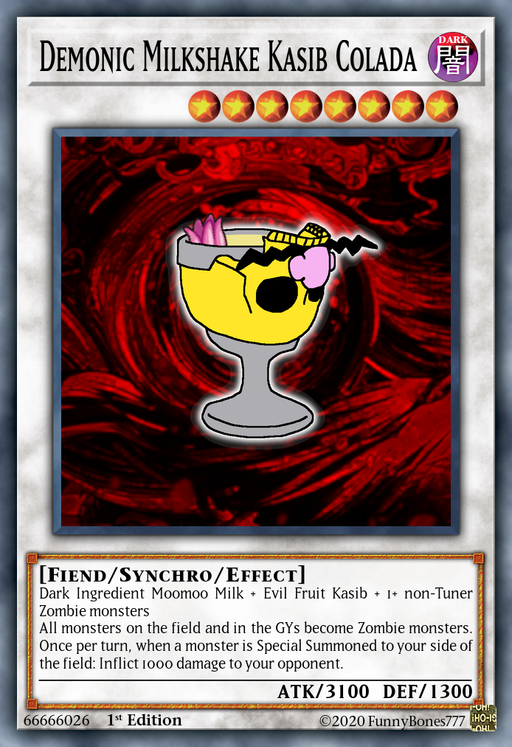 Demonic Milkshake Kasib Colada
DARK
闇
[Fiend/Synchro/Effect]
Dark Ingredient Moomoo Milk + Evil Fruit Kasib + 1+ non-Tuner
Zombie monsters
All monsters on the field and in the GYs become Zombie monsters.
Once per turn, when a monster is Special Summoned to your side of
the field: Inflict 1000 damage to your opponent.
ATK/3100 DEF/1300
66666026 1st Edition ©2020 FunnyBones777